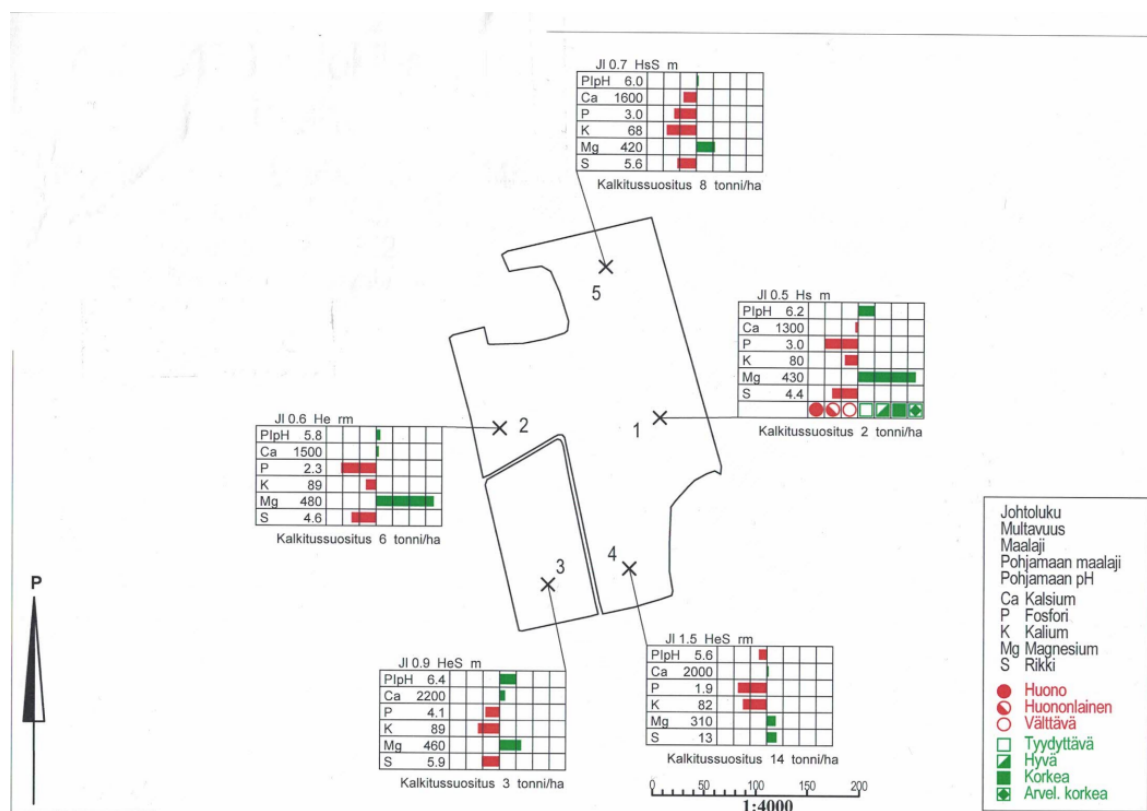 Jl 0.7 HsS m
PlpH 6.0
Ca 1600
P 3.0
K 68
Mg 420
S 5.6
Kalkitussuositus 8 tonni/ha
5
Jl 0.5 Hs m
PlpH 6.2
Ca 1300
P 3.0
K 80
Mg 430
S 4.4
Kalkitussuositus 2 tonni/ha
1
2
Jl 0.6 He rm
PlpH 5.8
Ca 1500
P 2.3
K 89
Mg 480
S 4.6
Kalkitussuositus 6 tonni/ha
3
4
Jl 0.9 HeS m
PlpH 6.4
Ca 2200
P 4.1
K 89
Mg 460
S 5.9
Kalkitussuositus 3 tonni/ha
Jl 1.5 HeS rm
PlpH 5.6
Ca 2000
P 1.9
K 82
Mg 310
S 13
Kalkitussuositus 14 tonni/ha
P
0 50 100 150 200
1:4000
Johtoluku
Multavuus
Maalaji
Pohjamaan maalaji
Pohjamaan pH
Ca Kalsium
P Fosfori
K Kalium
Mg Magnesium
S Rikki
Huono
Huononlainen
Välttävä
Tyydyttävä
Hyvä
Korkea
Arvel. korkea